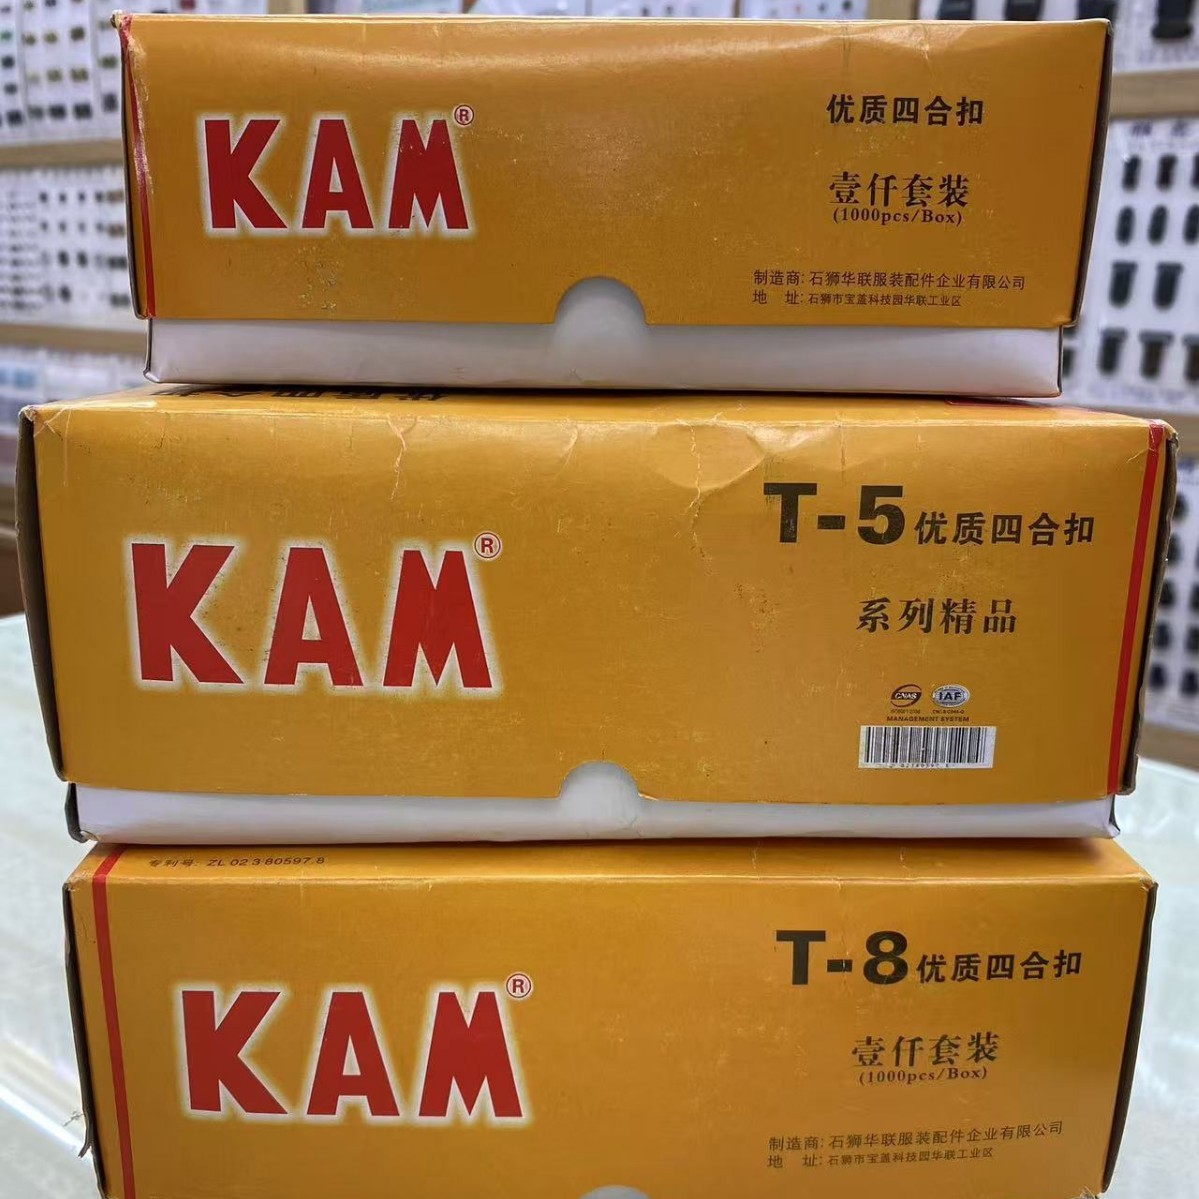 KAM®
优质四合扣
壹仟套装
(1000pcs/Box)
制造商:石狮华联服装配件企业有限公司
地 址:石狮市宝盖科技园华联工业区
KAM®
T-5优质四合扣
系列精品
CNAS
IAF
MANAGEMENT SYSTEM
专利号: ZL 02 3 80597.8
KAM®
T-8优质四合扣
壹仟套装
(1000pcs/Box)
制造商:石狮华联服装配件企业有限公司
地 址:石狮市宝盖科技园华联工业区